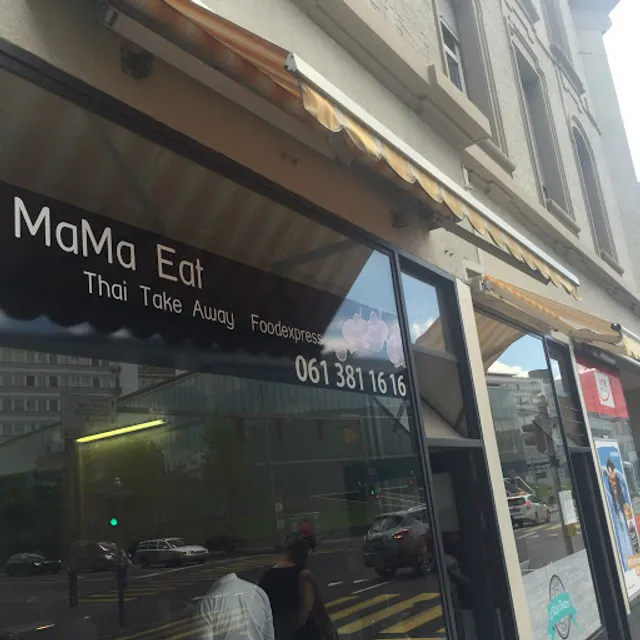 MaMa Eat
Thai Take Away Foodexpress
061 381 16 16